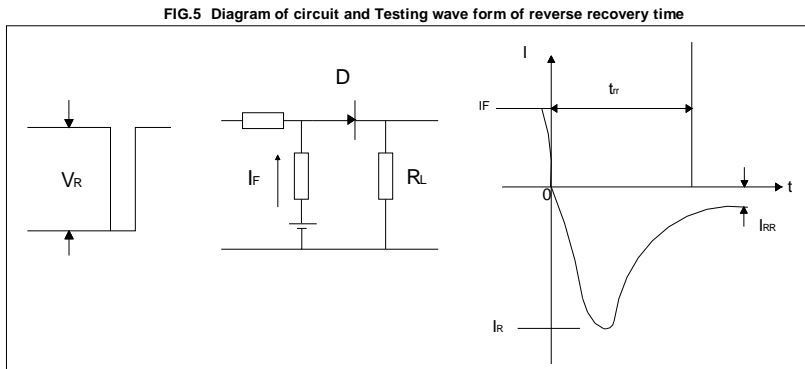 FIG.5 Diagram of circuit and Testing wave form of reverse recovery time
VR
D
IF
RL
I
IF
trr
0
t
IRR
IR